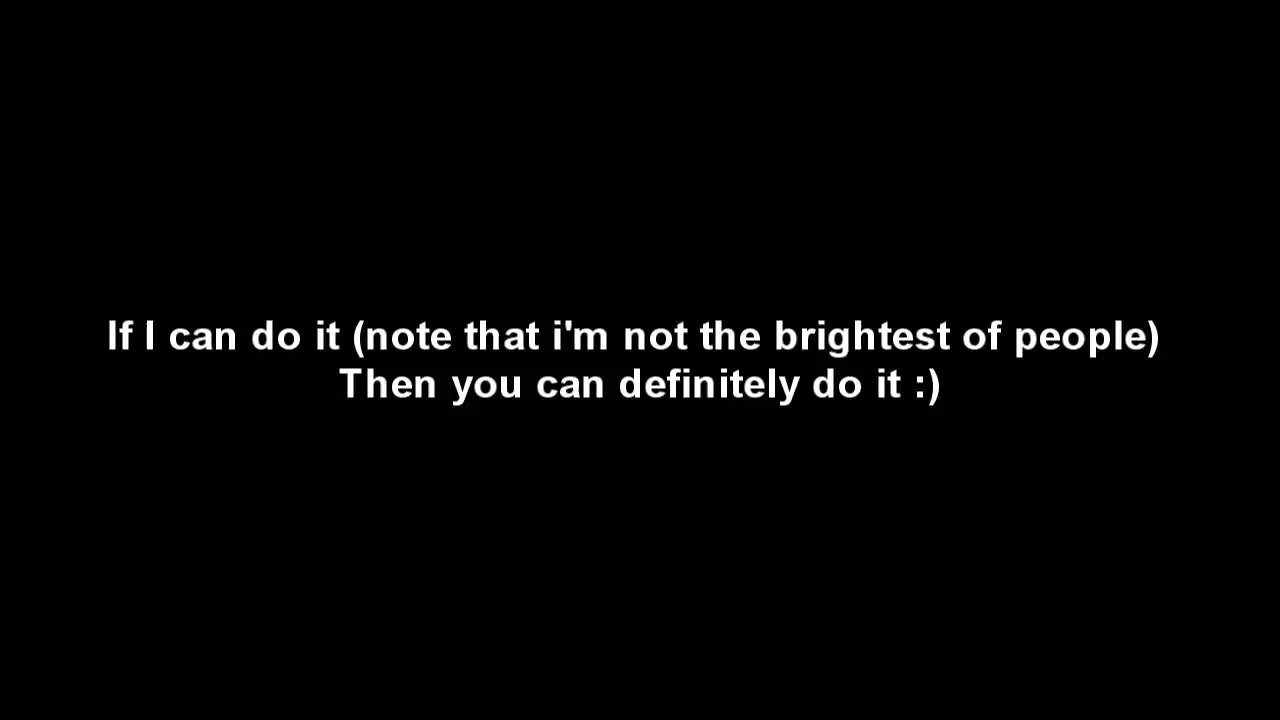 If I can do it (note that i'm not the brightest of people)
Then you can definitely do it :)